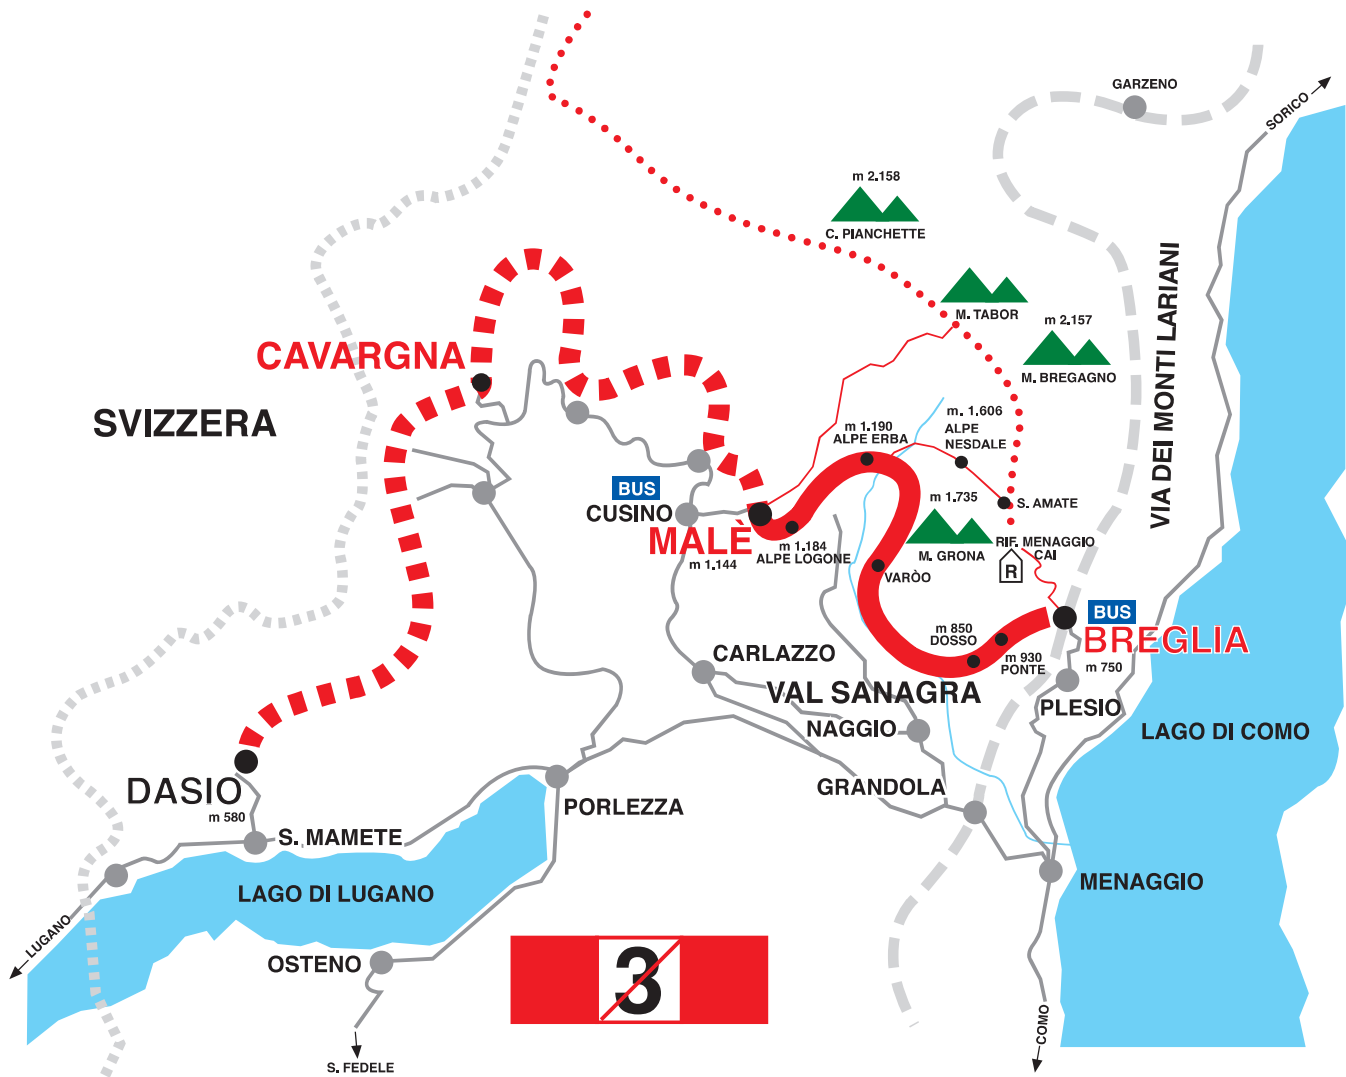 GARZENO
SORICO
m 2.158
C. PIANCHETTE
M. TABOR
m 2.157
M. BREGAGNO
VIA DEI MONTI LARIANI
CAVARGNA
SVIZZERA
m 1.190
ALPE ERBA
m. 1.606
ALPE
NESDALE
BUS
CUSINO
MALÈ
m 1.144
m 1.184
ALPE LOGONE
m 1.735
M. GRONA
S. AMATE
RIF. MENAGGIO
CAI
R
VARÒO
BUS
BREGLIA
m 750
m 850
DOSSO
m 930
PONTE
CARLAZZO
VAL SANAGRA
NAGGIO
PLESIO
LAGO DI COMO
GRANDOLA
DASIO
m 580
PORLEZZA
S. MAMETE
LAGO DI LUGANO
MENAGGIO
LUGANO
OSTENO
3
COMO
S. FEDELE